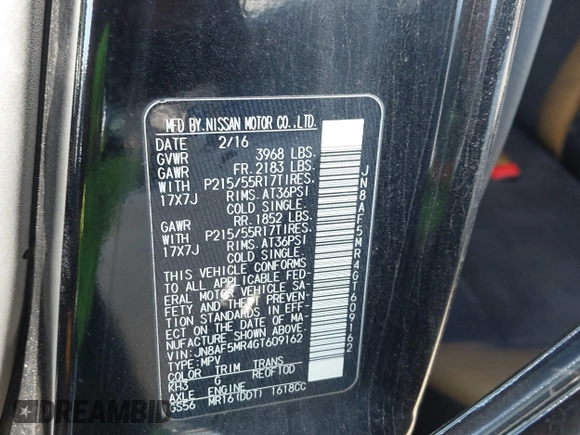 MFD BY.NISSAN MOTOR CO.,LTD.
DATE 2/16
GVWR 3968 LBS.
GAWR FR.2183 LBS.
WITH P215/55R17TIRES.
17X7J RIMS.AT36PSI
COLD SINGLE.
GAWR RR.1852 LBS.
WITH P215/55R17TIRES.
17X7J RIMS.AT36PSI
COLD SINGLE.
THIS VEHICLE CONFORMS
TO ALL APPLICABLE FED-
ERAL MOTOR VEHICLE SA-
FETY AND THEFT PREVEN-
TION STANDARDS IN EFF-
ECT ON THE DATE OF MA-
NUFACTURE SHOWN ABOVE.
VIN:JN8AF5MR4GT609162
TYPE:MPV
COLOR TRIM TRANS
KH3 G RE0F10D
AXLE ENGINE
GS56 MR16(DDT) 1618CC
JN8AF5MR4GT609162
DREAMBID